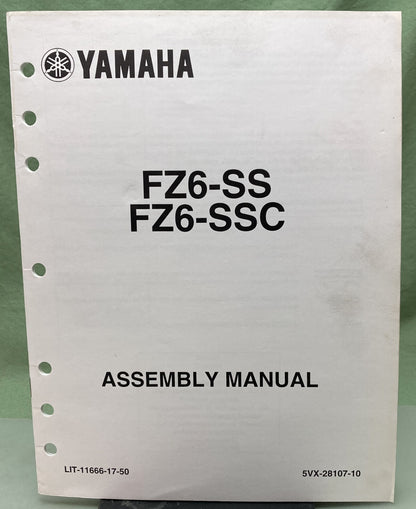 YAMAHA
FZ6-SS
FZ6-SSC
ASSEMBLY MANUAL
LIT-11666-17-50
5VX-28107-10